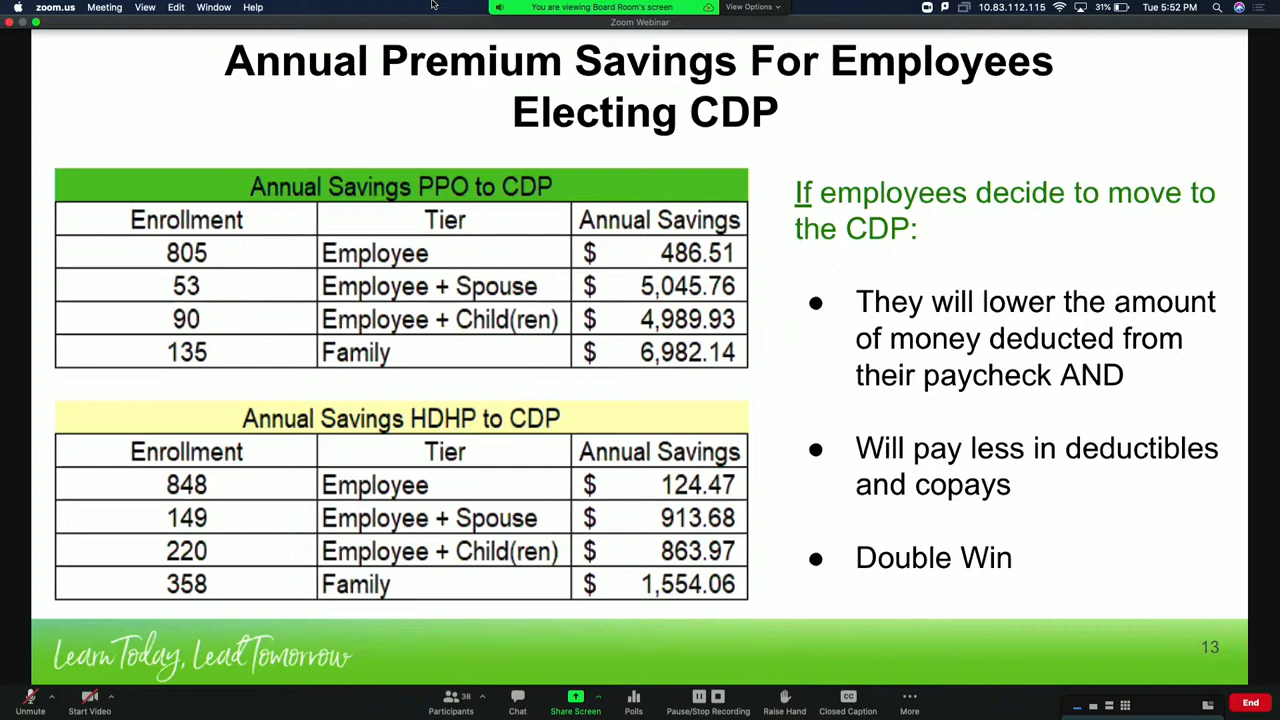 zoom.us Meeting View Edit Window Help You are viewing Board Room's screen View Options 10.83.112.115 31% Tue 5:52 PM
Zoom Webinar
Annual Premium Savings For Employees
Electing CDP
Annual Savings PPO to CDP
Enrollment Tier Annual Savings
805 Employee $ 486.51
53 Employee + Spouse $ 5,045.76
90 Employee + Child(ren) $ 4,989.93
135 Family $ 6,982.14
Annual Savings HDHP to CDP
Enrollment Tier Annual Savings
848 Employee $ 124.47
149 Employee + Spouse $ 913.68
220 Employee + Child(ren) $ 863.97
358 Family $ 1,554.06
If employees decide to move to
the CDP:
● They will lower the amount
of money deducted from
their paycheck AND
● Will pay less in deductibles
and copays
● Double Win
Learn Today, Lead Tomorrow
13
Unmute Start Video Participants 38 Chat Share Screen Polls Pause/Stop Recording Raise Hand Closed Caption More End